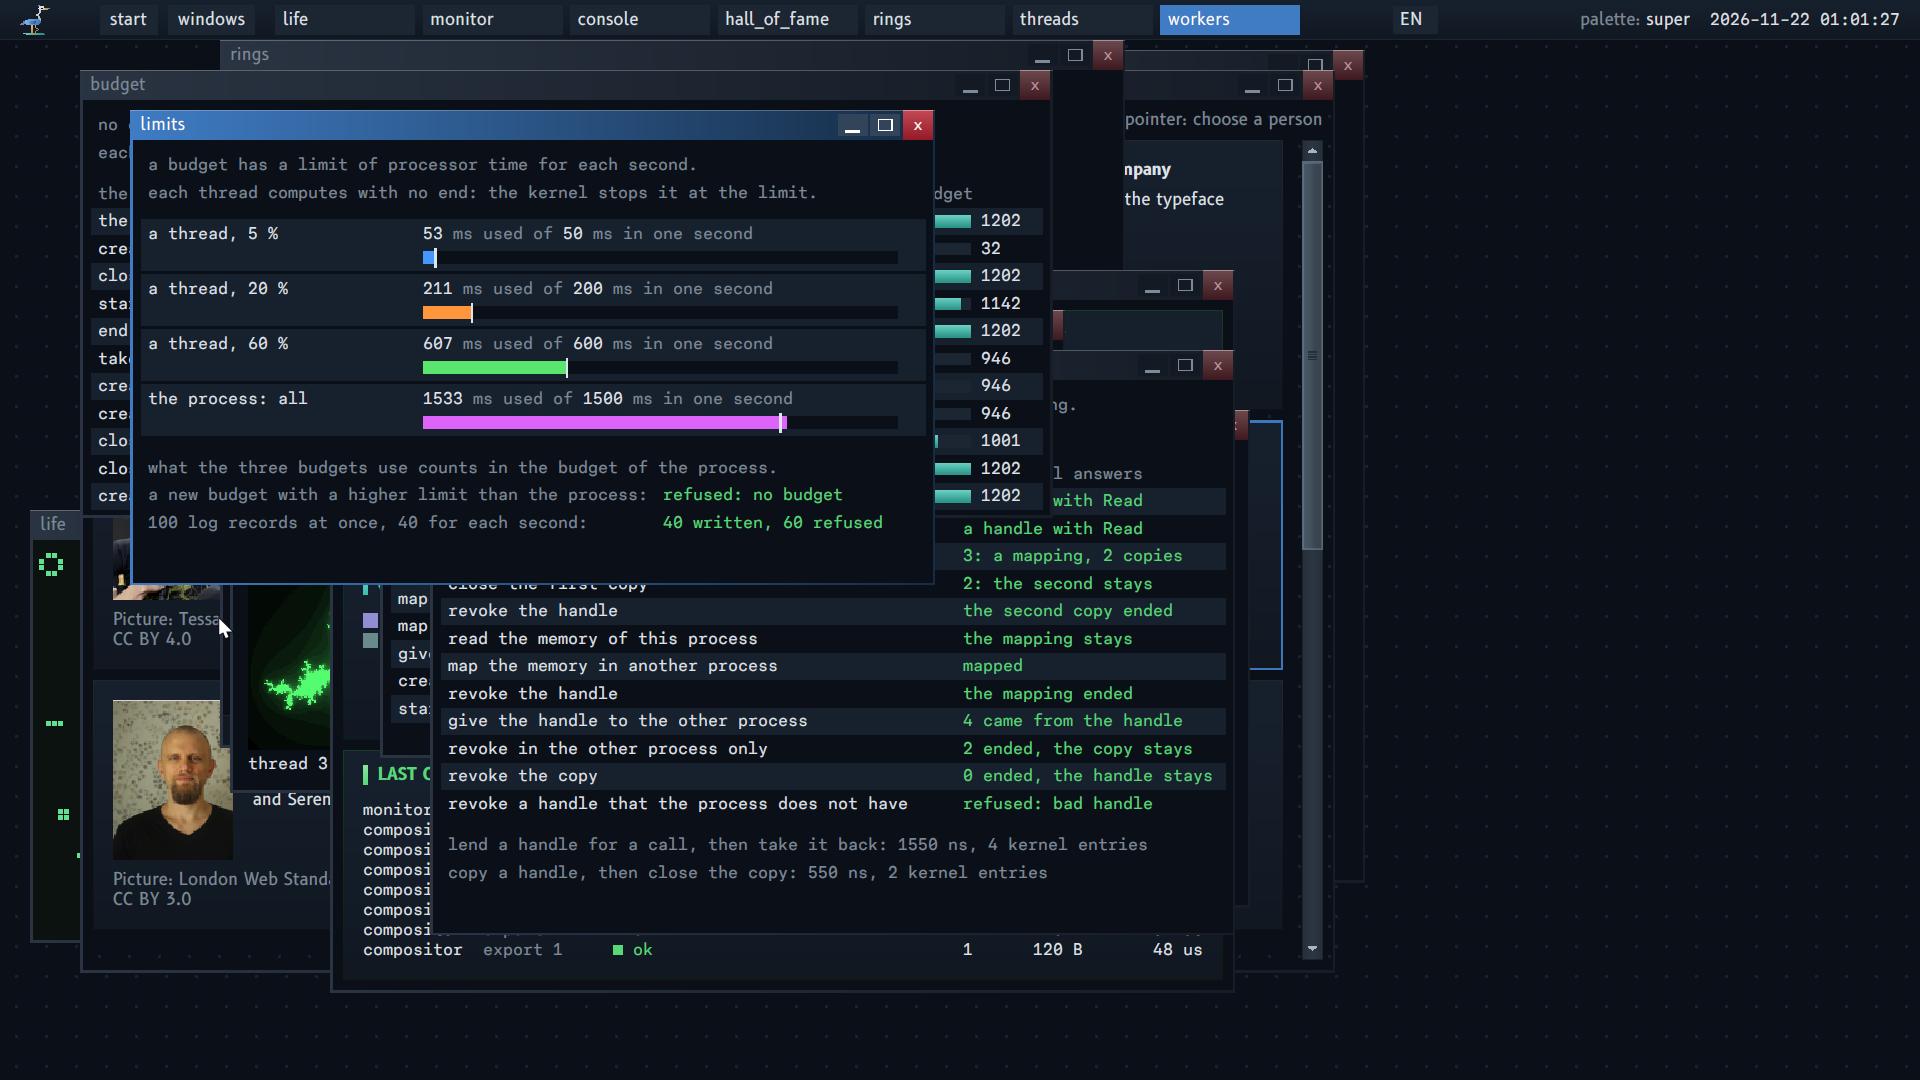 start windows life monitor console hall_of_fame rings threads workers EN palette: super 2026-11-22 01:01:27
rings
budget
limits
a budget has a limit of processor time for each second.
each thread computes with no end: the kernel stops it at the limit.
a thread, 5 % 53 ms used of 50 ms in one second
a thread, 20 % 211 ms used of 200 ms in one second
a thread, 60 % 607 ms used of 600 ms in one second
the process: all 1533 ms used of 1500 ms in one second
what the three budgets use counts in the budget of the process.
a new budget with a higher limit than the process: refused: no budget
100 log records at once, 40 for each second: 40 written, 60 refused
no
the
the
end
1202
32
1202
1142
1202
946
946
946
1001
1202
1202
pointer: choose a person
the typeface
answers
with Read
a handle with Read
3: a mapping, 2 copies
close the first copy 2: the second stays
revoke the handle the second copy ended
read the memory of this process the mapping stays
map the memory in another process mapped
revoke the handle the mapping ended
give the handle to the other process 4 came from the handle
revoke in the other process only 2 ended, the copy stays
revoke the copy 0 ended, the handle stays
revoke a handle that the process does not have refused: bad handle
lend a handle for a call, then take it back: 1550 ns, 4 kernel entries
copy a handle, then close the copy: 550 ns, 2 kernel entries
life
Picture: Tessa
CC BY 4.0
map
map
thread 3
and Seren
Picture: London Web Standa
CC BY 3.0
LAST
monitor
compositor export 1 ok 1 120 B 48 us